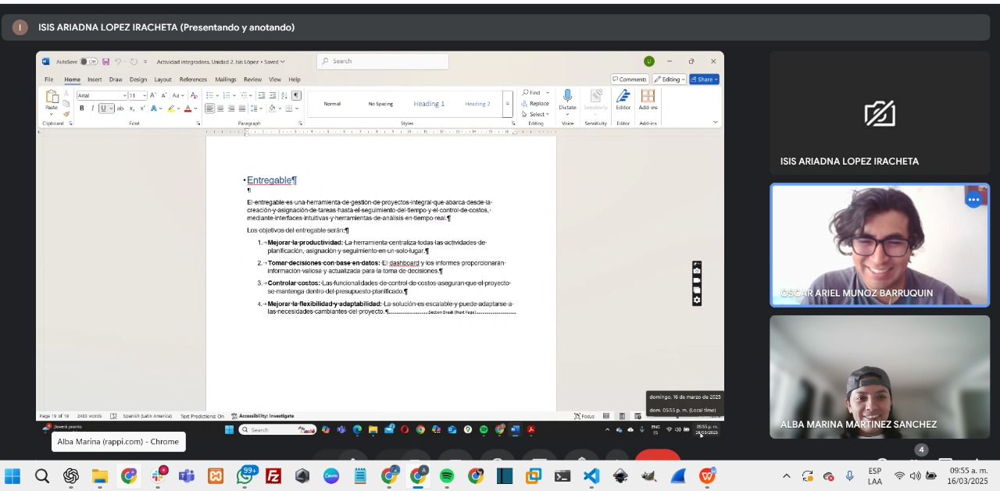 I ISIS ARIADNA LOPEZ IRACHETA (Presentando y anotando)
AutoSave Off Actividad integradora, Unidad 2, Isis López • Saved Search LI
File Home Insert Draw Design Layout References Mailings Review View Help Comments Editing Share
Paste Arial 11 Normal No Spacing Heading 1 Heading 2 Find Replace Select Dictate Sensitivity Editor Add-ins
Clipboard Font Paragraph Styles Editing Voice Sensitivity Editor Add-ins
Entregable¶
¶
El·entregable·es·una·herramienta·de·gestión·de·proyectos·integral·que·abarca·desde·la·
creación·y·asignación·de·tareas·hasta·el·seguimiento·del·tiempo·y·el·control·de·costos,·
mediante·interfaces·intuitivas·y·herramientas·de·análisis·en·tiempo·real.¶
Los·objetivos·del·entregable·serán:¶
1.→Mejorar·la·productividad:·La·herramienta·centraliza·todas·las·actividades·de·
planificación,·asignación·y·seguimiento·en·un·solo·lugar.¶
2.→Tomar·decisiones·con·base·en·datos:·El·dashboard·y·los·informes·proporcionarán·
información·valiosa·y·actualizada·para·la·toma·de·decisiones.¶
3.→Controlar·costos:·Las·funcionalidades·de·control·de·costos·aseguran·que·el·proyecto·
se·mantenga·dentro·del·presupuesto·planificado.¶
4.→Mejorar·la·flexibilidad·y·adaptabilidad:·La·solución·es·escalable·y·puede·adaptarse·a·
las·necesidades·cambiantes·del·proyecto.¶ Section Break (Next Page)
domingo, 16 de marzo de 2025
dom. 05:55 p. m. (Local time)
Page 19 of 19 2483 words Spanish (Latin America) Text Predictions: On Accessibility: Investigate Focus
Lloverá pronto Search ENG 05:55 p. m.
16/03/2025
Alba Marina (rappi.com) - Chrome
ISIS ARIADNA LOPEZ IRACHETA
OSCAR ARIEL MUNOZ BARRUQUIN
ALBA MARINA MARTINEZ SANCHEZ
4
99+
ESP
LAA
09:55 a. m.
16/03/2025